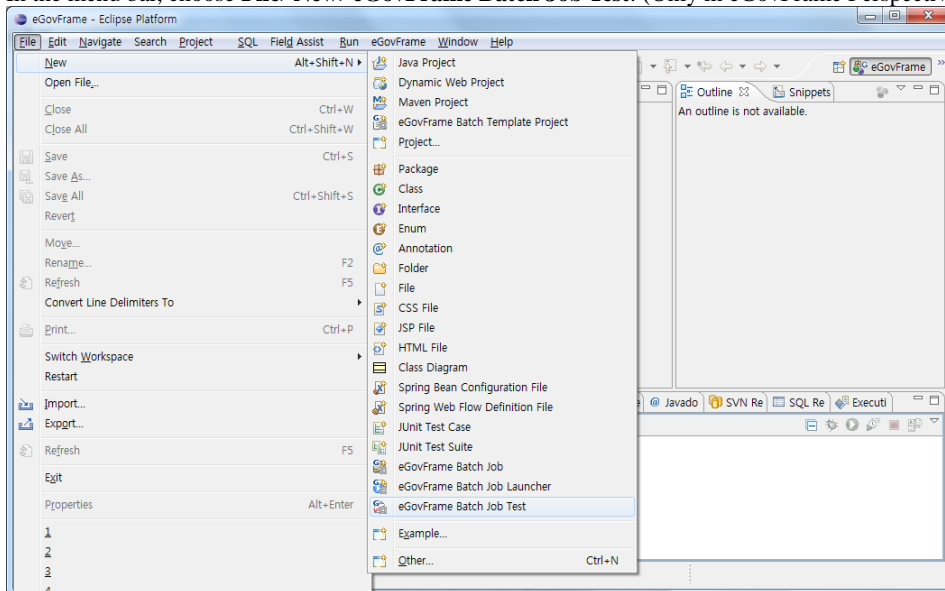 In the menu bar, choose File. New. eGovFrame Batch Job Test. (Only in eGovFrame Perspectiv
eGovFrame - Eclipse Platform
File Edit Navigate Search Project SQL Field Assist Run eGovFrame Window Help
New Alt+Shift+N
Open File...
Close Ctrl+W
Close All Ctrl+Shift+W
Save Ctrl+S
Save As...
Save All Ctrl+Shift+S
Revert
Move...
Rename... F2
Refresh F5
Convert Line Delimiters To
Print... Ctrl+P
Switch Workspace
Restart
Import...
Export...
Refresh F5
Exit
Properties Alt+Enter
1
2
3
4
Java Project
Dynamic Web Project
Maven Project
eGovFrame Batch Template Project
Project...
Package
Class
Interface
Enum
Annotation
Folder
File
CSS File
JSP File
HTML File
Class Diagram
Spring Bean Configuration File
Spring Web Flow Definition File
JUnit Test Case
JUnit Test Suite
eGovFrame Batch Job
eGovFrame Batch Job Launcher
eGovFrame Batch Job Test
Example...
Other... Ctrl+N
eGovFrame
Outline Snippets
An outline is not available.
@ Javado SVN Re SQL Re Executi